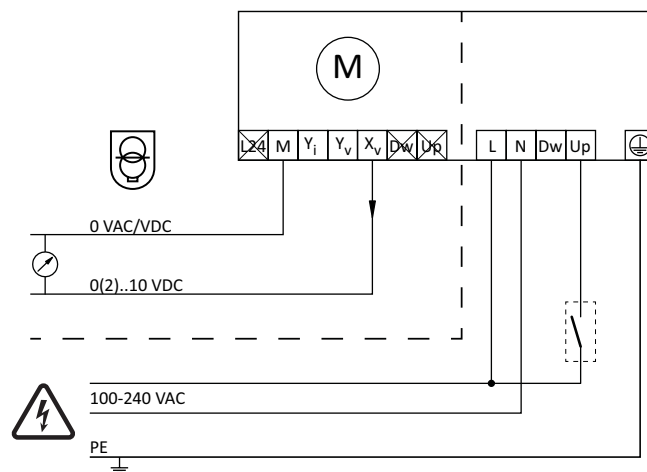 M
L24 M Yi Yv Xv Dw Up L N Dw Up
0 VAC/VDC
0(2)..10 VDC
100-240 VAC
PE